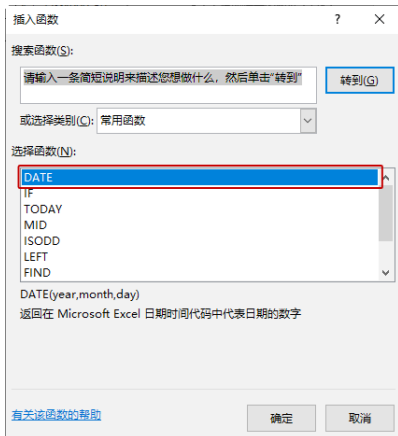 插入函数 ? ×
搜索函数(S):
请输入一条简短说明来描述您想做什么，然后单击“转到” 转到(G)
或选择类别(C): 常用函数
选择函数(N):
DATE
IF
TODAY
MID
ISODD
LEFT
FIND
DATE(year,month,day)
返回在 Microsoft Excel 日期时间代码中代表日期的数字
有关该函数的帮助 确定 取消